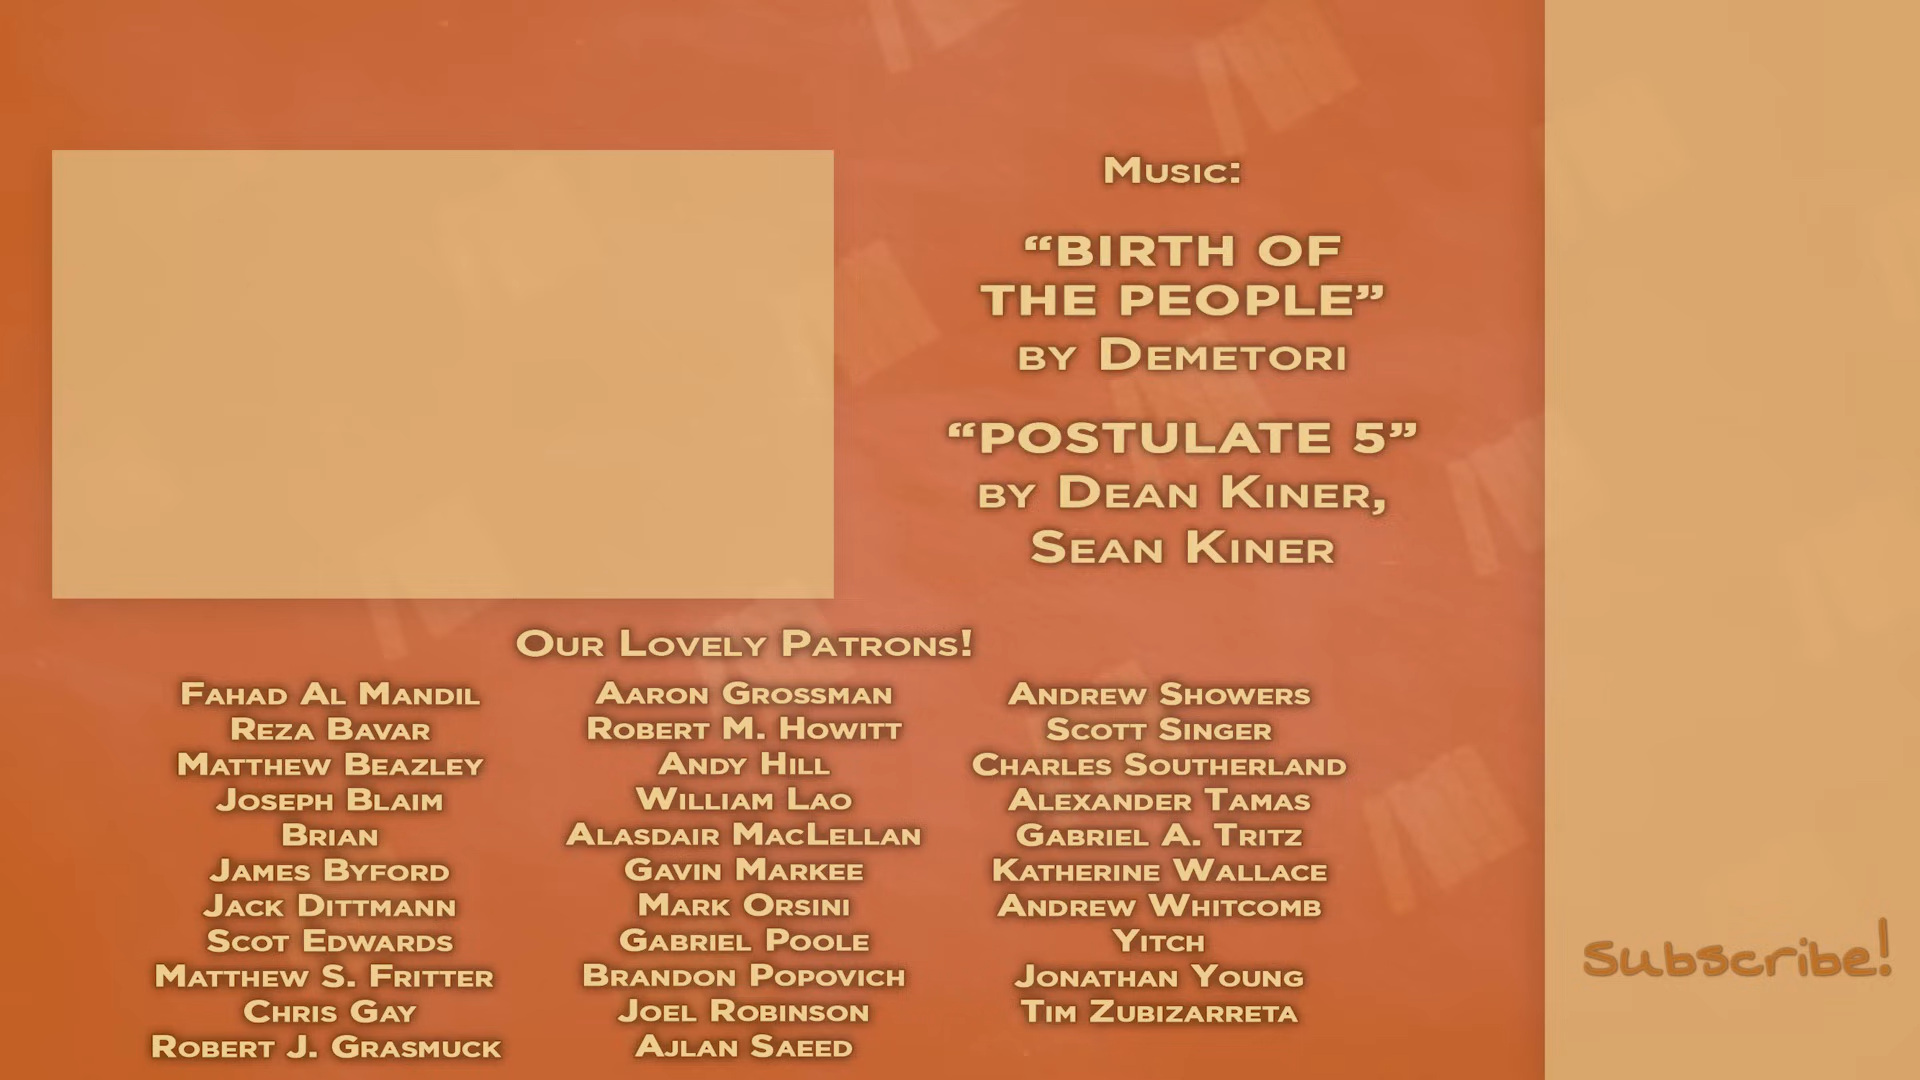 Music:
“BIRTH OF
THE PEOPLE”
by Demetori
“POSTULATE 5”
by Dean Kiner,
Sean Kiner
Our Lovely Patrons!
Fahad Al Mandil
Reza Bavar
Matthew Beazley
Joseph Blaim
Brian
James Byford
Jack Dittmann
Scot Edwards
Matthew S. Fritter
Chris Gay
Robert J. Grasmuck
Aaron Grossman
Robert M. Howitt
Andy Hill
William Lao
Alasdair MacLellan
Gavin Markee
Mark Orsini
Gabriel Poole
Brandon Popovich
Joel Robinson
Ajlan Saeed
Andrew Showers
Scott Singer
Charles Southerland
Alexander Tamas
Gabriel A. Tritz
Katherine Wallace
Andrew Whitcomb
Yitch
Jonathan Young
Tim Zubizarreta
Subscribe!